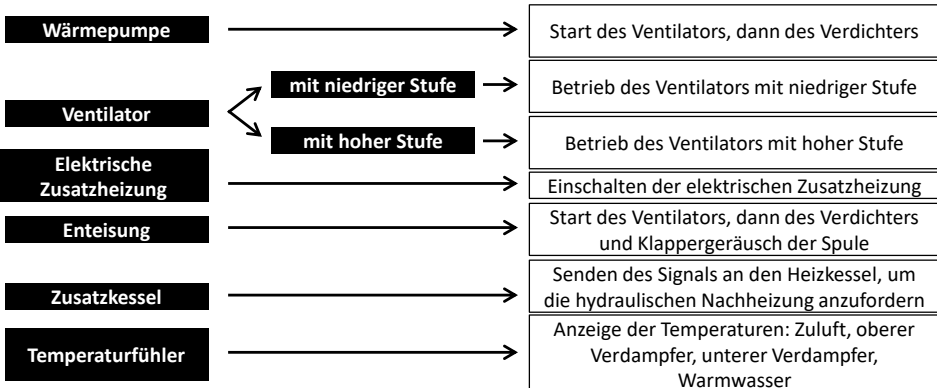 Wärmepumpe
Start des Ventilators, dann des Verdichters
Ventilator
mit niedriger Stufe
Betrieb des Ventilators mit niedriger Stufe
mit hoher Stufe
Betrieb des Ventilators mit hoher Stufe
Elektrische
Zusatzheizung
Einschalten der elektrischen Zusatzheizung
Enteisung
Start des Ventilators, dann des Verdichters
und Klappergeräusch der Spule
Zusatzkessel
Senden des Signals an den Heizkessel, um
die hydraulischen Nachheizung anzufordern
Temperaturfühler
Anzeige der Temperaturen: Zuluft, oberer
Verdampfer, unterer Verdampfer,
Warmwasser